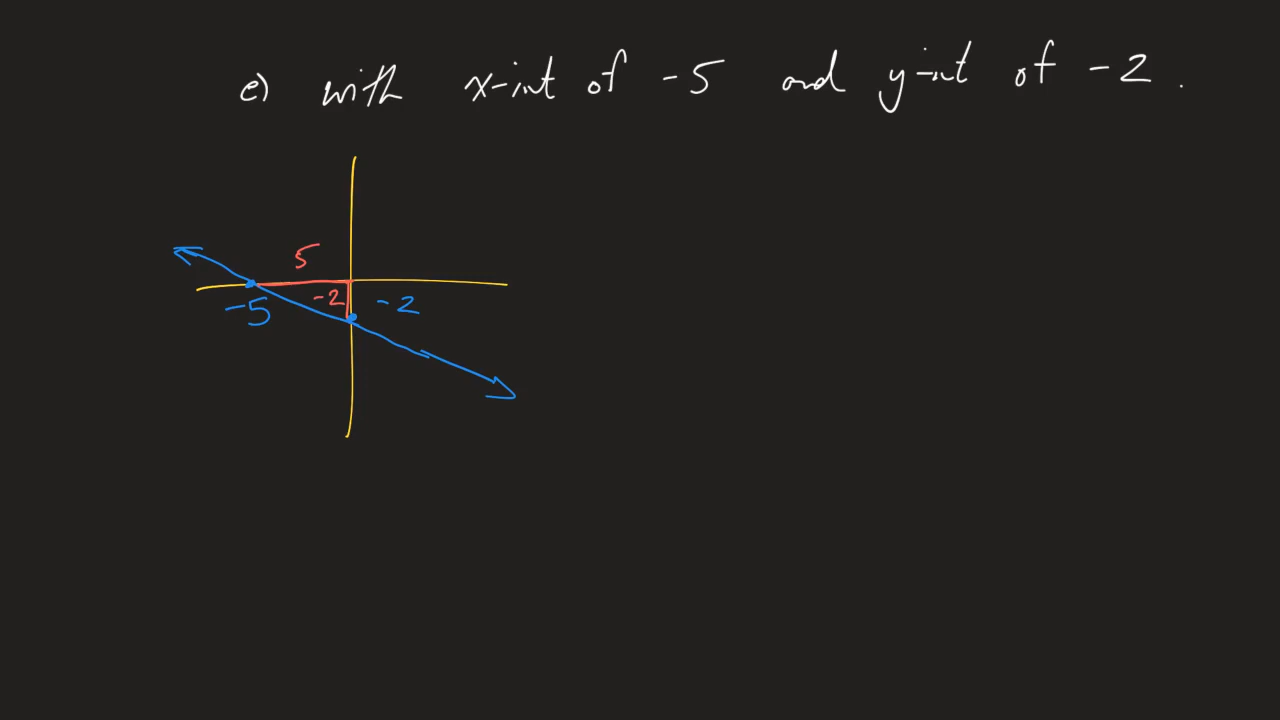 e) with x-int of -5 and y-int of -2.
5
-2
-2
-5